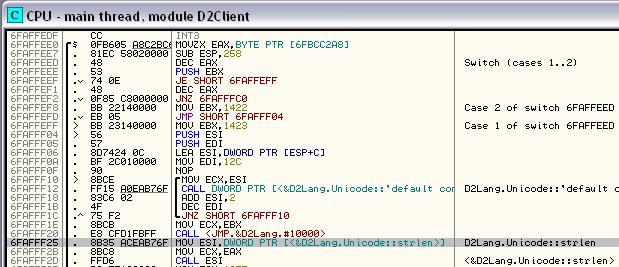 C CPU - main thread, module D2Client
6FAFFEDF CC INT3
6FAFFEE0 $ 0FB605 A8C2BC6 MOVZX EAX,BYTE PTR [6FBCC2A8]
6FAFFEE7 . 81EC 58020000 SUB ESP,258
6FAFFEED . 48 DEC EAX Switch (cases 1..2)
6FAFFEEE . 53 PUSH EBX
6FAFFEEF .v 74 0E JE SHORT 6FAFFEFF
6FAFFEF1 . 48 DEC EAX
6FAFFEF2 .v 0F85 C8000000 JNZ 6FAFFFC0
6FAFFEF8 . BB 22140000 MOV EBX,1422 Case 2 of switch 6FAFFEED
6FAFFEFD .v EB 05 JMP SHORT 6FAFFF04
6FAFFEFF > BB 23140000 MOV EBX,1423 Case 1 of switch 6FAFFEED
6FAFFF04 > 56 PUSH ESI
6FAFFF05 . 57 PUSH EDI
6FAFFF06 . 8D7424 0C LEA ESI,DWORD PTR [ESP+C]
6FAFFF0A . BF 2C010000 MOV EDI,12C
6FAFFF0F . 90 NOP
6FAFFF10 > 8BCE MOV ECX,ESI
6FAFFF12 . FF15 A0EAB76F CALL DWORD PTR [<&D2Lang.Unicode::'default con D2Lang.Unicode::'default c
6FAFFF18 . 83C6 02 ADD ESI,2
6FAFFF1B . 4F DEC EDI
6FAFFF1C .^ 75 F2 JNZ SHORT 6FAFFF10
6FAFFF1E . 8BCB MOV ECX,EBX
6FAFFF20 . E8 CFD1FBFF CALL <JMP.&D2Lang.#10000>
6FAFFF25 . 8B35 ACEAB76F MOV ESI,DWORD PTR [<&D2Lang.Unicode::strlen>] D2Lang.Unicode::strlen
6FAFFF2B . 8BC8 MOV ECX,EAX
6FAFFF2D . FFD6 CALL ESI <&D2Lang.Unicode::strlen>